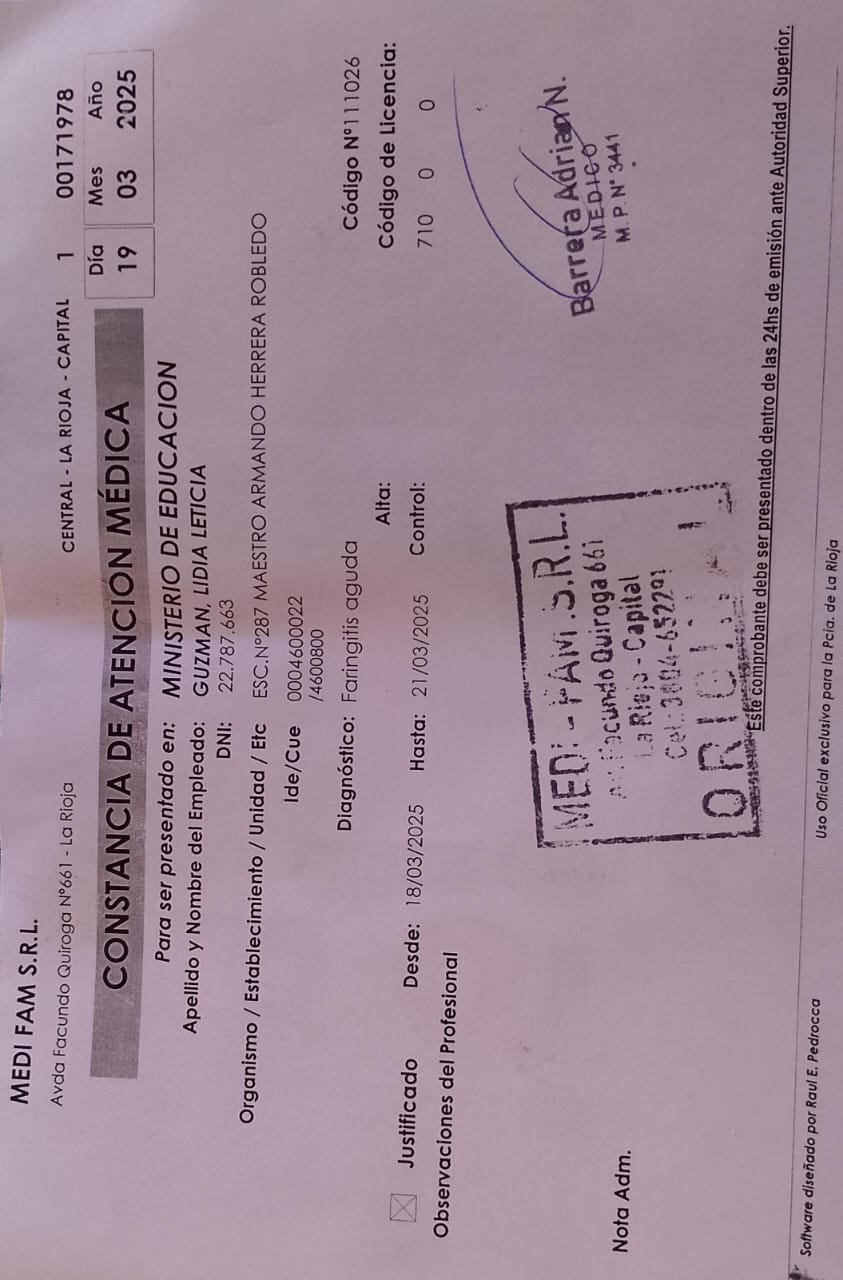 MEDI FAM S.R.L.
Avda Facundo Quiroga N°661 - La Rioja
CENTRAL - LA RIOJA - CAPITAL 1 00171978
CONSTANCIA DE ATENCIÓN MÉDICA
Día Mes Año
19 03 2025
Para ser presentado en: MINISTERIO DE EDUCACION
Apellido y Nombre del Empleado: GUZMAN, LIDIA LETICIA
DNI: 22.787.663
Organismo / Establecimiento / Unidad / Etc ESC.N°287 MAESTRO ARMANDO HERRERA ROBLEDO
Ide/Cue 0004600022
/4600800
Diagnóstico: Faringitis aguda Código N°111026
Alta: Código de Licencia:
Justificado Desde: 18/03/2025 Hasta: 21/03/2025 Control: 710 0 0
Observaciones del Profesional
Barrera Adrian N.
MEDICO
M. P. N° 3441
MEDI - FAM .S.R.L.
Facundo Quiroga 661
La Rioja - Capital
Nota Adm.
Este comprobante debe ser presentado dentro de las 24hs de emisión ante Autoridad Superior.
Software diseñado por Raul E. Pedrocca Uso Oficial exclusivo para la Pcia. de La Rioja